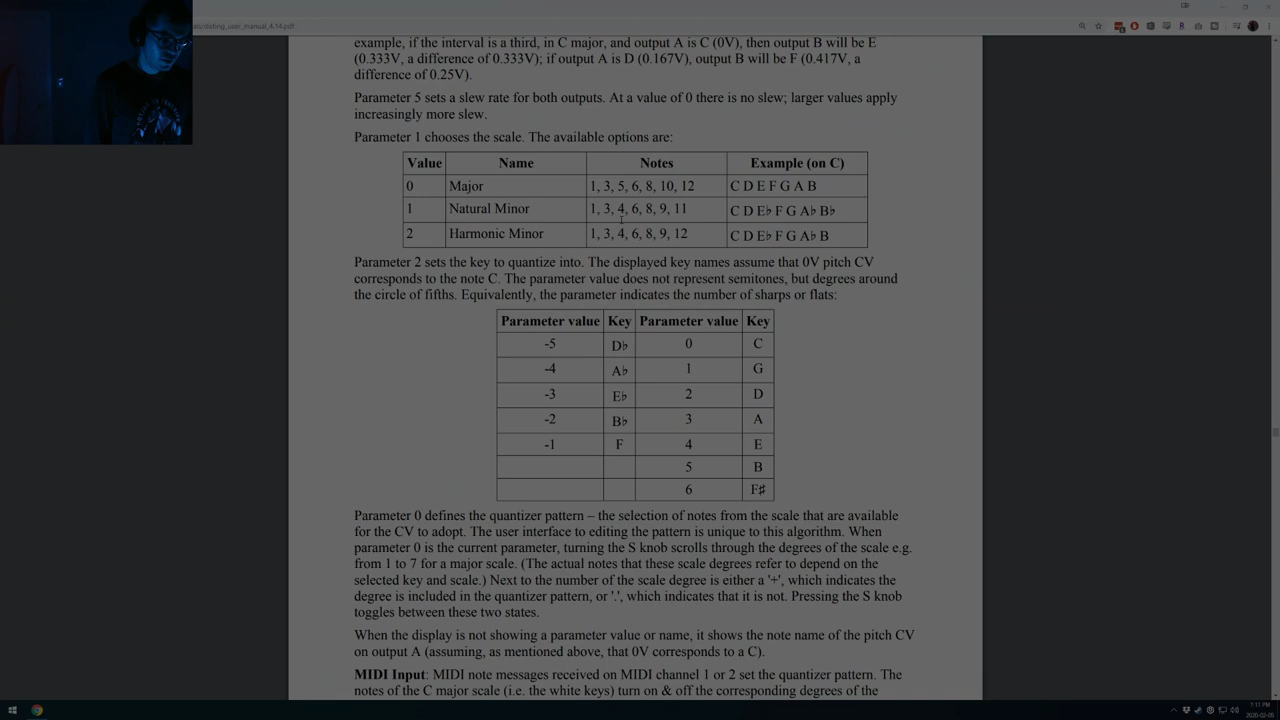 als/disting_user_manual_4.14.pdf
example, if the interval is a third, in C major, and output A is C (0V), then output B will be E
(0.333V, a difference of 0.333V); if output A is D (0.167V), output B will be F (0.417V, a
difference of 0.25V).
Parameter 5 sets a slew rate for both outputs. At a value of 0 there is no slew; larger values apply
increasingly more slew.
Parameter 1 chooses the scale. The available options are:
Value Name Notes Example (on C)
0 Major 1, 3, 5, 6, 8, 10, 12 C D E F G A B
1 Natural Minor 1, 3, 4, 6, 8, 9, 11 C D E♭ F G A♭ B♭
2 Harmonic Minor 1, 3, 4, 6, 8, 9, 12 C D E♭ F G A♭ B
Parameter 2 sets the key to quantize into. The displayed key names assume that 0V pitch CV
corresponds to the note C. The parameter value does not represent semitones, but degrees around
the circle of fifths. Equivalently, the parameter indicates the number of sharps or flats:
Parameter value Key Parameter value Key
-5 D♭ 0 C
-4 A♭ 1 G
-3 E♭ 2 D
-2 B♭ 3 A
-1 F 4 E
5 B
6 F♯
Parameter 0 defines the quantizer pattern – the selection of notes from the scale that are available
for the CV to adopt. The user interface to editing the pattern is unique to this algorithm. When
parameter 0 is the current parameter, turning the S knob scrolls through the degrees of the scale e.g.
from 1 to 7 for a major scale. (The actual notes that these scale degrees refer to depend on the
selected key and scale.) Next to the number of the scale degree is either a '+', which indicates the
degree is included in the quantizer pattern, or '.', which indicates that it is not. Pressing the S knob
toggles between these two states.
When the display is not showing a parameter value or name, it shows the note name of the pitch CV
on output A (assuming, as mentioned above, that 0V corresponds to a C).
MIDI Input: MIDI note messages received on MIDI channel 1 or 2 set the quantizer pattern. The
notes of the C major scale (i.e. the white keys) turn on & off the corresponding degrees of the
7:11 PM
2020-02-05